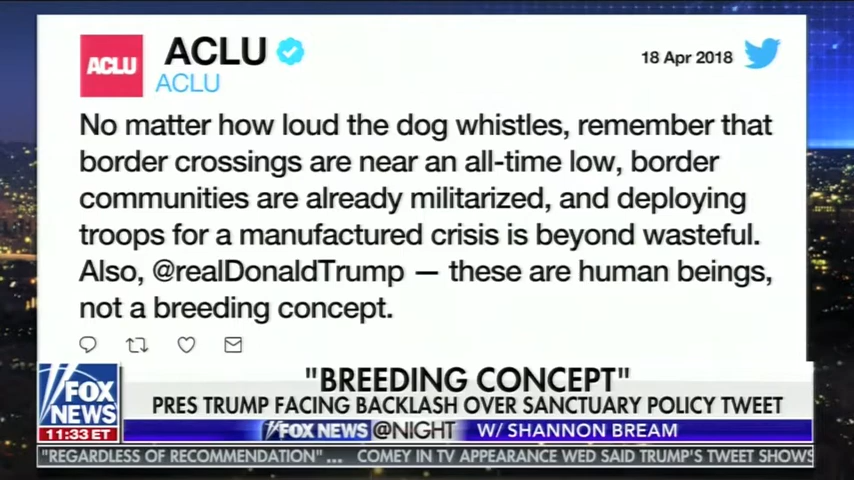 ACLU
ACLU
ACLU
18 Apr 2018
No matter how loud the dog whistles, remember that
border crossings are near an all-time low, border
communities are already militarized, and deploying
troops for a manufactured crisis is beyond wasteful.
Also, @realDonaldTrump — these are human beings,
not a breeding concept.
"BREEDING CONCEPT"
PRES TRUMP FACING BACKLASH OVER SANCTUARY POLICY TWEET
FOX
NEWS
11:33 ET
FOX NEWS @NIGHT W/ SHANNON BREAM
"REGARDLESS OF RECOMMENDATION" ... COMEY IN TV APPEARANCE WED SAID TRUMP'S TWEET SHOWS